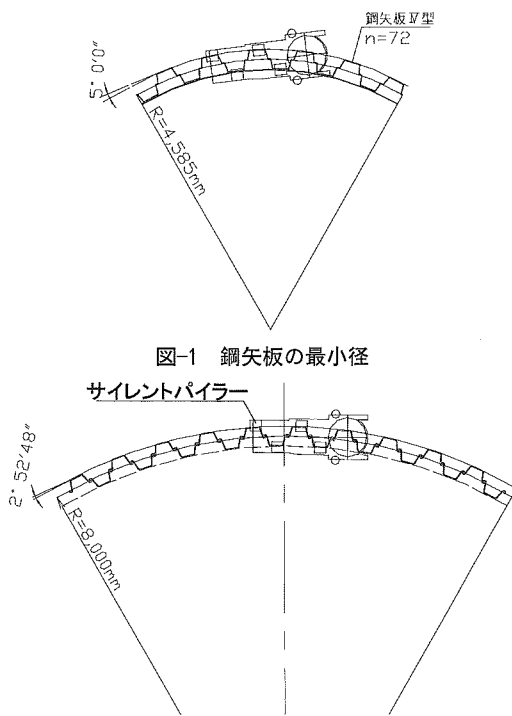 鋼矢板Ⅳ型
n=72
5° 0'0"
R=4,585mm
図-1 鋼矢板の最小径
サイレントパイラー
2° 52'48"
R=8,000mm